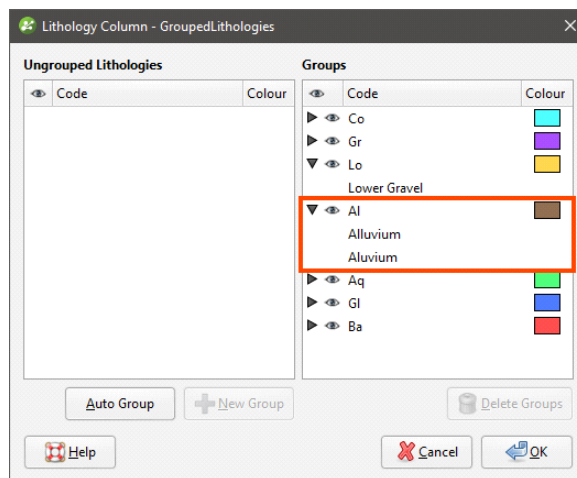 Lithology Column - GroupedLithologies
Ungrouped Lithologies
Groups
Code Colour
Code Colour
Co
Gr
Lo
Lower Gravel
Al
Alluvium
Aluvium
Aq
Gl
Ba
Auto Group
New Group
Delete Groups
Help
Cancel
OK